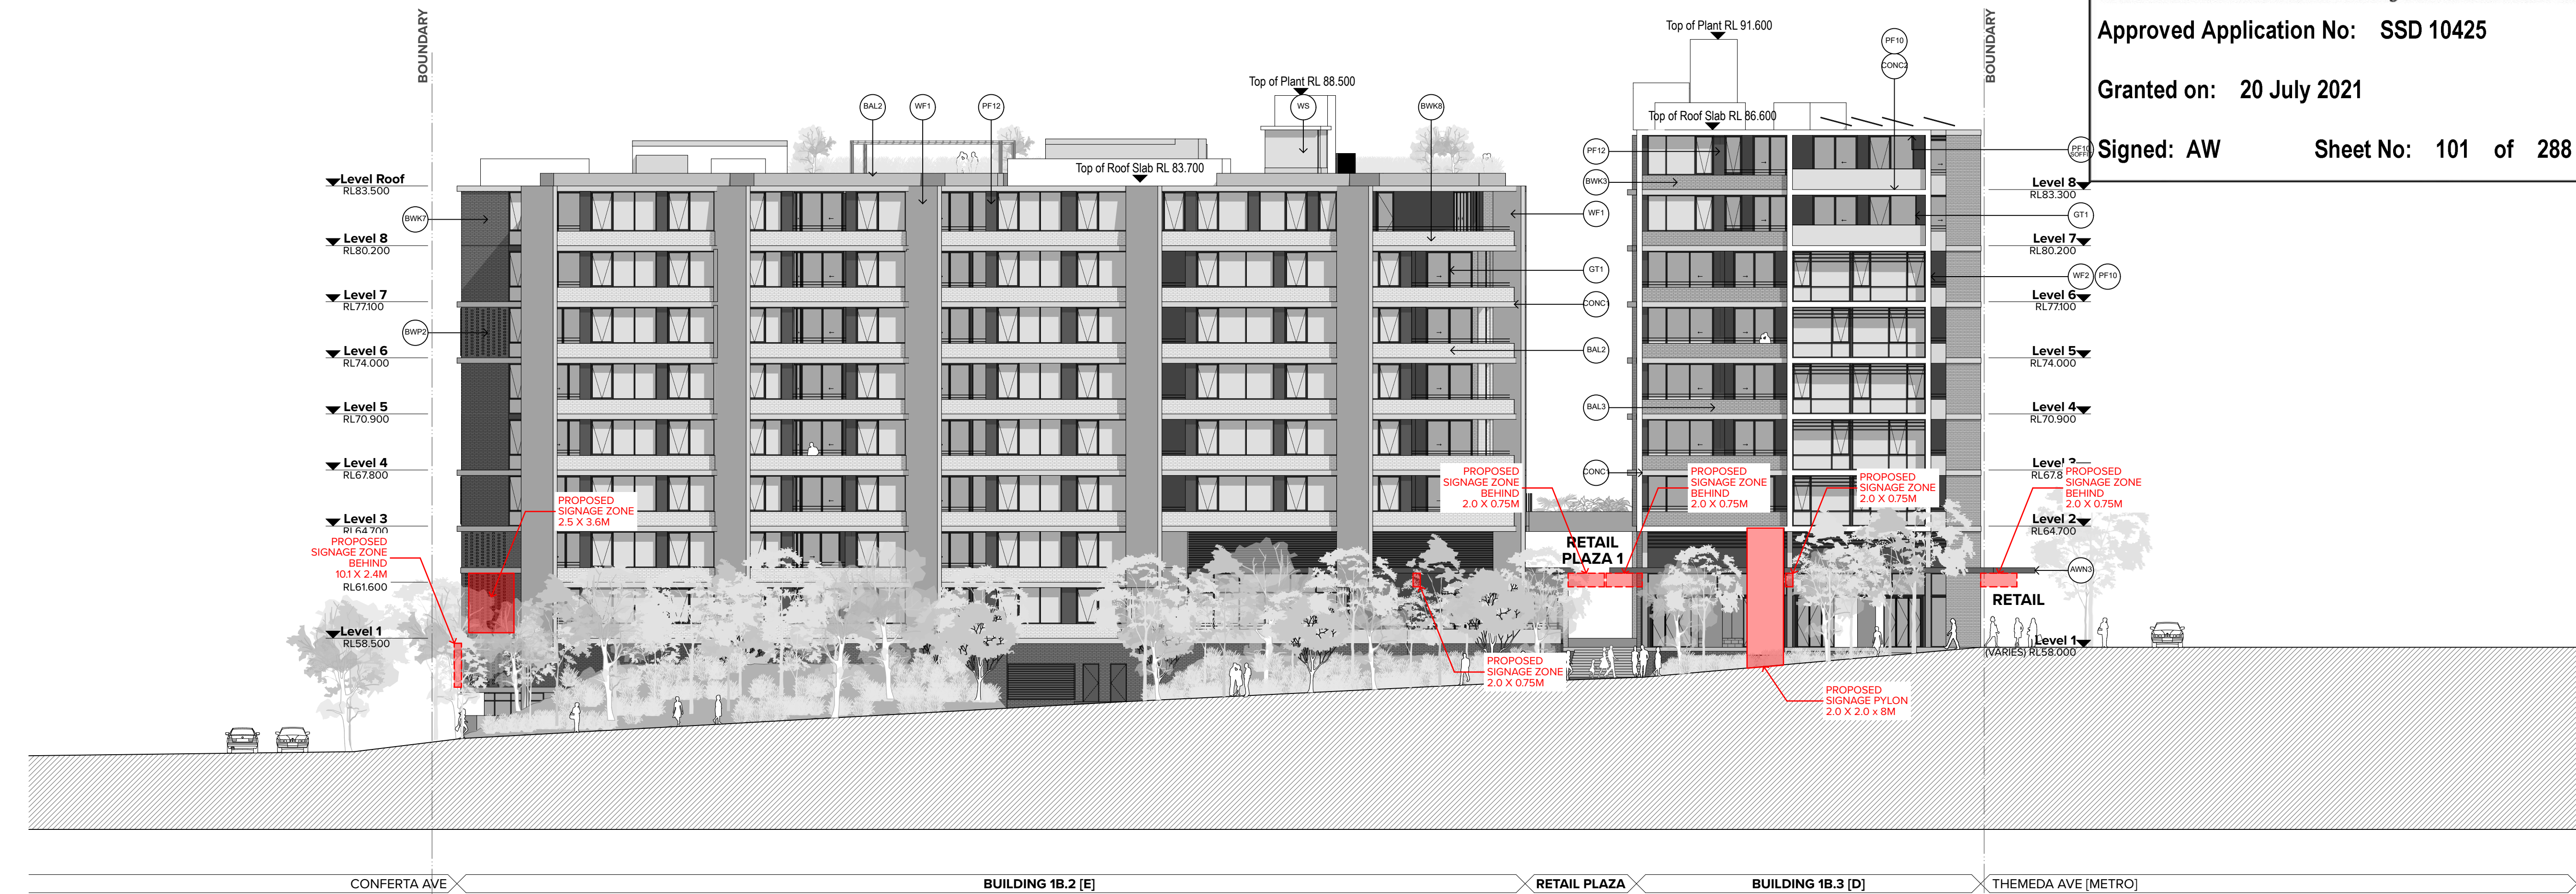 BOUNDARY
Top of Plant RL 91.600
BOUNDARY
Approved Application No: SSD 10425
Granted on: 20 July 2021
Signed: AW Sheet No: 101 of 288
Top of Plant RL 88.500
Top of Roof Slab RL 86.600
Top of Roof Slab RL 83.700
PF10
CONC2
BAL2
WF1
PF12
WS
BWK8
PF12
PF10
SOFFIT
BWK3
WF1
GT1
BWK7
GT1
WF2
PF10
CONC1
BWP2
BAL2
BAL3
CONC1
AWN3
Level Roof
RL83.500
Level 8
RL80.200
Level 7
RL77.100
Level 6
RL74.000
Level 5
RL70.900
Level 4
RL67.800
Level 3
RL64.700
RL61.600
Level 1
RL58.500
Level 8
RL83.300
Level 7
RL80.200
Level 6
RL77.100
Level 5
RL74.000
Level 4
RL70.900
Level 3
RL67.8
Level 2
RL64.700
Level 1
(VARIES) RL58.000
PROPOSED
SIGNAGE ZONE
BEHIND
10.1 X 2.4M
PROPOSED
SIGNAGE ZONE
2.5 X 3.6M
PROPOSED
SIGNAGE ZONE
BEHIND
2.0 X 0.75M
PROPOSED
SIGNAGE ZONE
BEHIND
2.0 X 0.75M
PROPOSED
SIGNAGE ZONE
2.0 X 0.75M
PROPOSED
SIGNAGE ZONE
BEHIND
2.0 X 0.75M
RETAIL
PLAZA 1
RETAIL
PROPOSED
SIGNAGE ZONE
2.0 X 0.75M
PROPOSED
SIGNAGE PYLON
2.0 X 2.0 x 8M
CONFERTA AVE
BUILDING 1B.2 [E]
RETAIL PLAZA
BUILDING 1B.3 [D]
THEMEDA AVE [METRO]